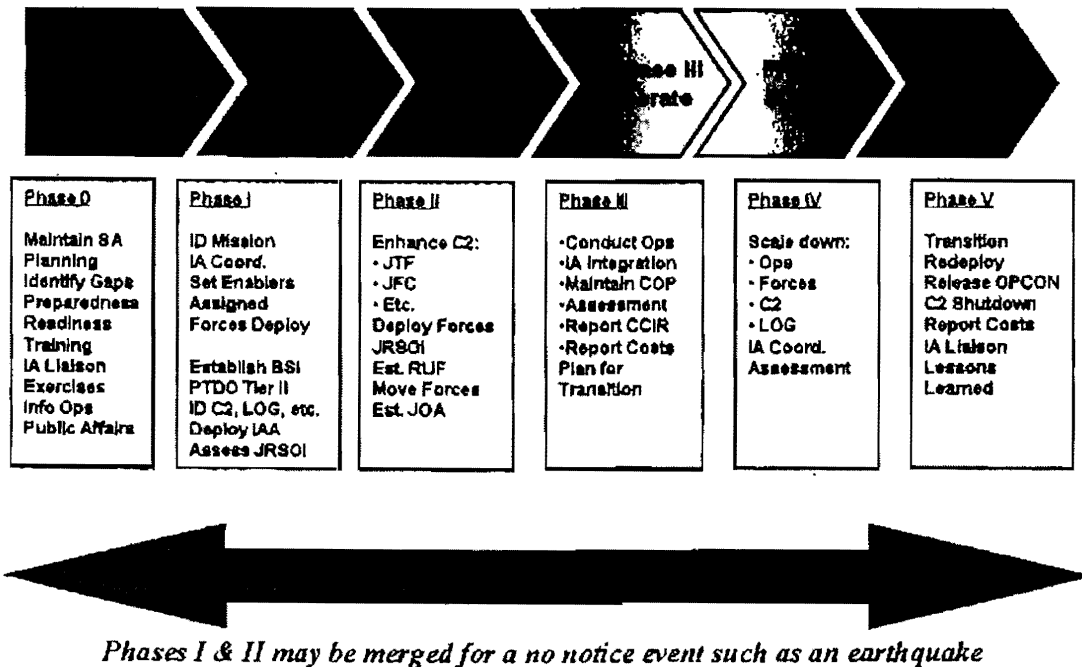 Phase 0
Maintain SA
Planning
Identify Gaps
Preparedness
Readiness
Training
IA Liaison
Exercises
Info Ops
Public Affairs
Phase I
ID Mission
IA Coord.
Set Enablers
Assigned
Forces Deploy
Establish BSI
PTDO Tier II
ID C2, LOG, etc.
Deploy IAA
Assess JRSOI
Phase II
Enhance C2:
• JTF
• JFC
• Etc.
Deploy Forces
JRSOI
Est. RUF
Move Forces
Est. JOA
Phase III
•Conduct Ops
•IA Integration
•Maintain COP
•Assessment
•Report CCIR
•Report Costs
Plan for
Transition
Phase IV
Scale down:
• Ops
• Forces
• C2
• LOG
IA Coord.
Assessment
Phase V
Transition
Redeploy
Release OPCON
C2 Shutdown
Report Costs
IA Liaison
Lessons
Learned
Phases I & II may be merged for a no notice event such as an earthquake